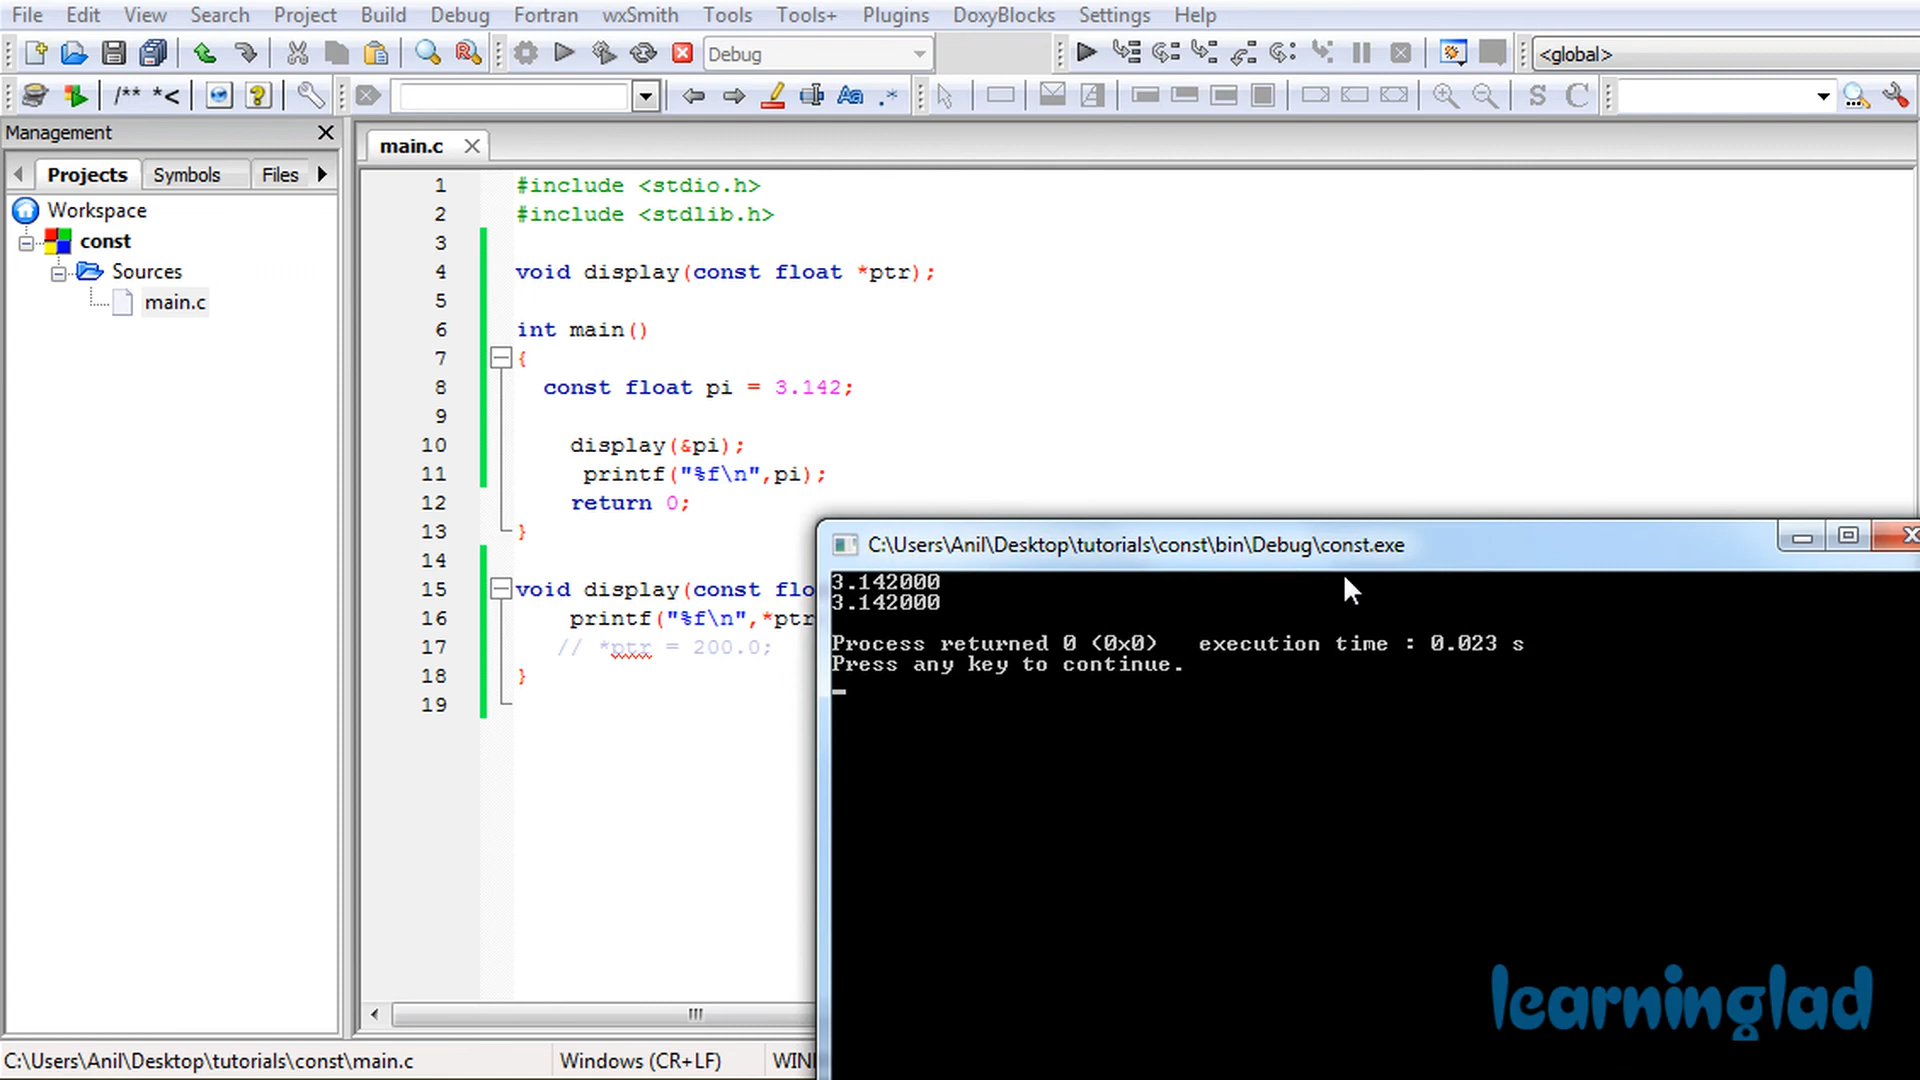 File Edit View Search Project Build Debug Fortran wxSmith Tools Tools+ Plugins DoxyBlocks Settings Help
Debug
<global>
/** *<
Aa .* S C
Management
main.c
Projects Symbols Files
Workspace
const
Sources
main.c
1 #include <stdio.h>
2 #include <stdlib.h>
3
4 void display(const float *ptr);
5
6 int main()
7 {
8 const float pi = 3.142;
9
10 display(&pi);
11 printf("%f\n",pi);
12 return 0;
13 }
14
15 void display(const flo
16 printf("%f\n",*ptr
17 // *ptr = 200.0;
18 }
19
C:\Users\Anil\Desktop\tutorials\const\bin\Debug\const.exe
3.142000
3.142000
Process returned 0 (0x0) execution time : 0.023 s
Press any key to continue.
learninglad
C:\Users\Anil\Desktop\tutorials\const\main.c Windows (CR+LF) WIN